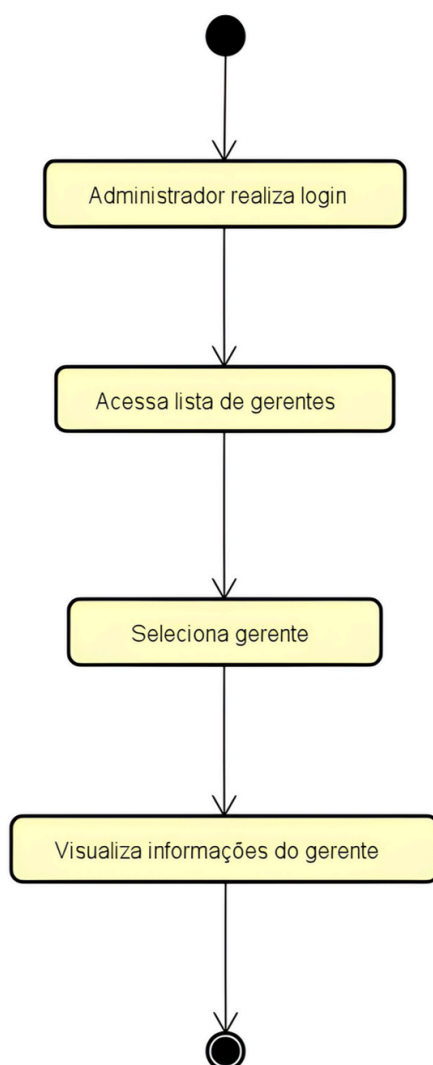 Administrador realiza login
Acessa lista de gerentes
Seleciona gerente
Visualiza informações do gerente